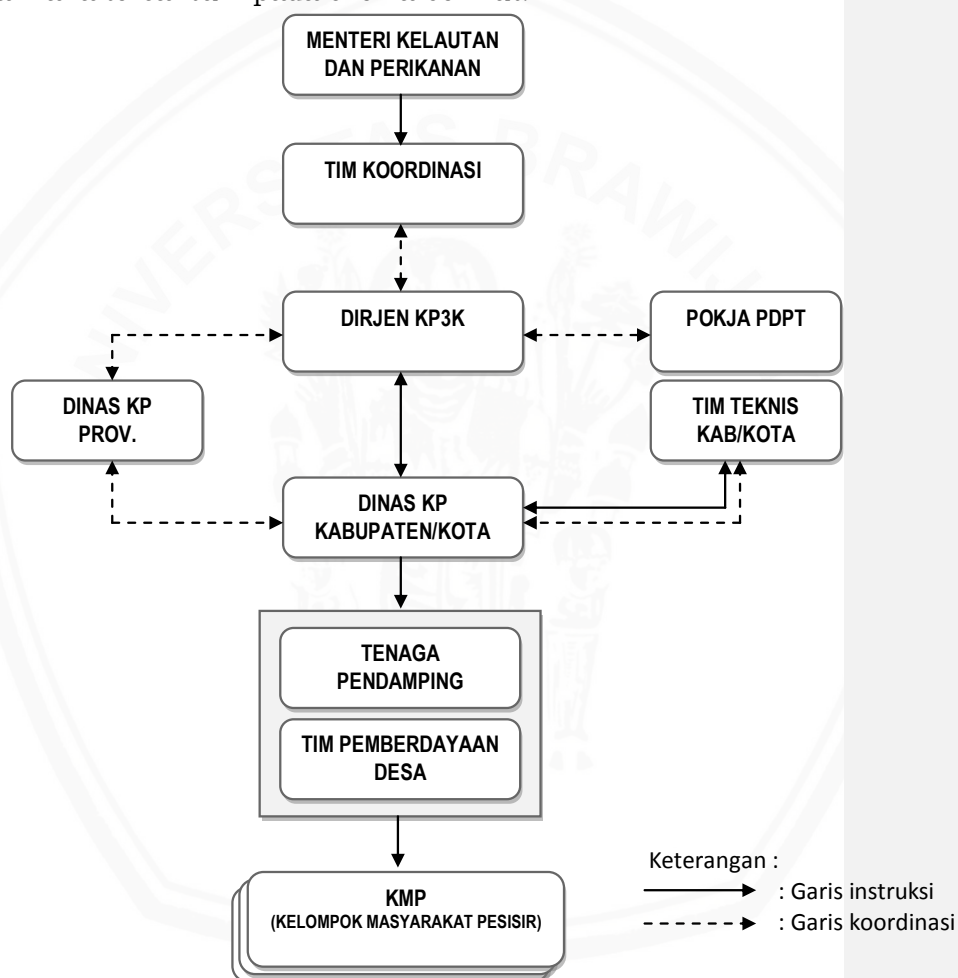 MENTERI KELAUTAN
DAN PERIKANAN
TIM KOORDINASI
DIRJEN KP3K
POKJA PDPT
DINAS KP
PROV.
TIM TEKNIS
KAB/KOTA
DINAS KP
KABUPATEN/KOTA
TENAGA
PENDAMPING
TIM PEMBERDAYAAN
DESA
KMP
(KELOMPOK MASYARAKAT PESISIR)
Keterangan :
: Garis instruksi
: Garis koordinasi